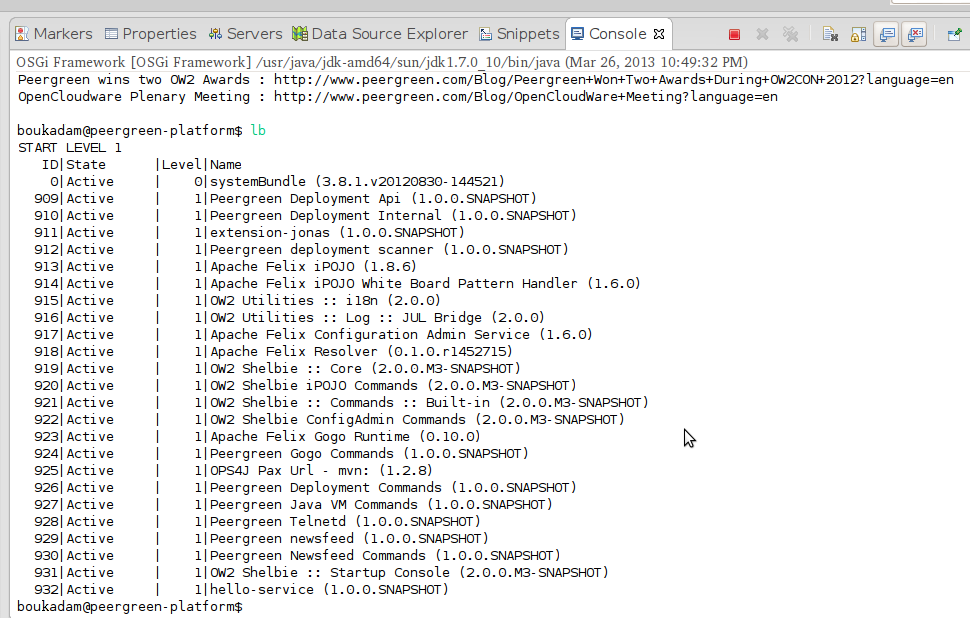 Markers Properties Servers Data Source Explorer Snippets Console
OSGi Framework [OSGi Framework] /usr/java/jdk-amd64/sun/jdk1.7.0_10/bin/java (Mar 26, 2013 10:49:32 PM)
Peergreen wins two OW2 Awards : http://www.peergreen.com/Blog/Peergreen+Won+Two+Awards+During+OW2CON+2012?language=en
OpenCloudware Plenary Meeting : http://www.peergreen.com/Blog/OpenCloudWare+Meeting?language=en
boukadam@peergreen-platform$ lb
START LEVEL 1
ID|State |Level|Name
0|Active | 0|systemBundle (3.8.1.v20120830-144521)
909|Active | 1|Peergreen Deployment Api (1.0.0.SNAPSHOT)
910|Active | 1|Peergreen Deployment Internal (1.0.0.SNAPSHOT)
911|Active | 1|extension-jonas (1.0.0.SNAPSHOT)
912|Active | 1|Peergreen deployment scanner (1.0.0.SNAPSHOT)
913|Active | 1|Apache Felix iPOJO (1.8.6)
914|Active | 1|Apache Felix iPOJO White Board Pattern Handler (1.6.0)
915|Active | 1|OW2 Utilities :: i18n (2.0.0)
916|Active | 1|OW2 Utilities :: Log :: JUL Bridge (2.0.0)
917|Active | 1|Apache Felix Configuration Admin Service (1.6.0)
918|Active | 1|Apache Felix Resolver (0.1.0.r1452715)
919|Active | 1|OW2 Shelbie :: Core (2.0.0.M3-SNAPSHOT)
920|Active | 1|OW2 Shelbie iPOJO Commands (2.0.0.M3-SNAPSHOT)
921|Active | 1|OW2 Shelbie :: Commands :: Built-in (2.0.0.M3-SNAPSHOT)
922|Active | 1|OW2 Shelbie ConfigAdmin Commands (2.0.0.M3-SNAPSHOT)
923|Active | 1|Apache Felix Gogo Runtime (0.10.0)
924|Active | 1|Peergreen Gogo Commands (1.0.0.SNAPSHOT)
925|Active | 1|OPS4J Pax Url - mvn: (1.2.8)
926|Active | 1|Peergreen Deployment Commands (1.0.0.SNAPSHOT)
927|Active | 1|Peergreen Java VM Commands (1.0.0.SNAPSHOT)
928|Active | 1|Peergreen Telnetd (1.0.0.SNAPSHOT)
929|Active | 1|Peergreen newsfeed (1.0.0.SNAPSHOT)
930|Active | 1|Peergreen Newsfeed Commands (1.0.0.SNAPSHOT)
931|Active | 1|OW2 Shelbie :: Startup Console (2.0.0.M3-SNAPSHOT)
932|Active | 1|hello-service (1.0.0.SNAPSHOT)
boukadam@peergreen-platform$